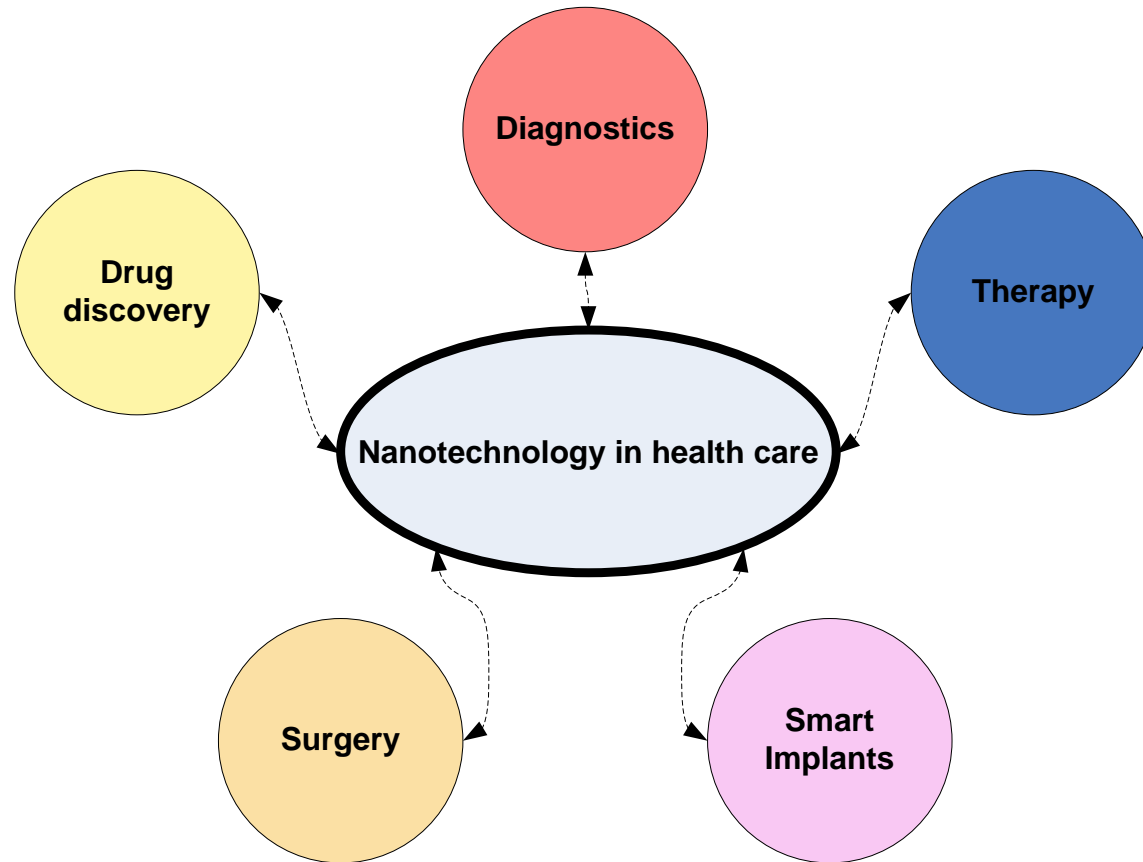 Diagnostics
Drug
discovery
Therapy
Nanotechnology in health care
Surgery
Smart
Implants